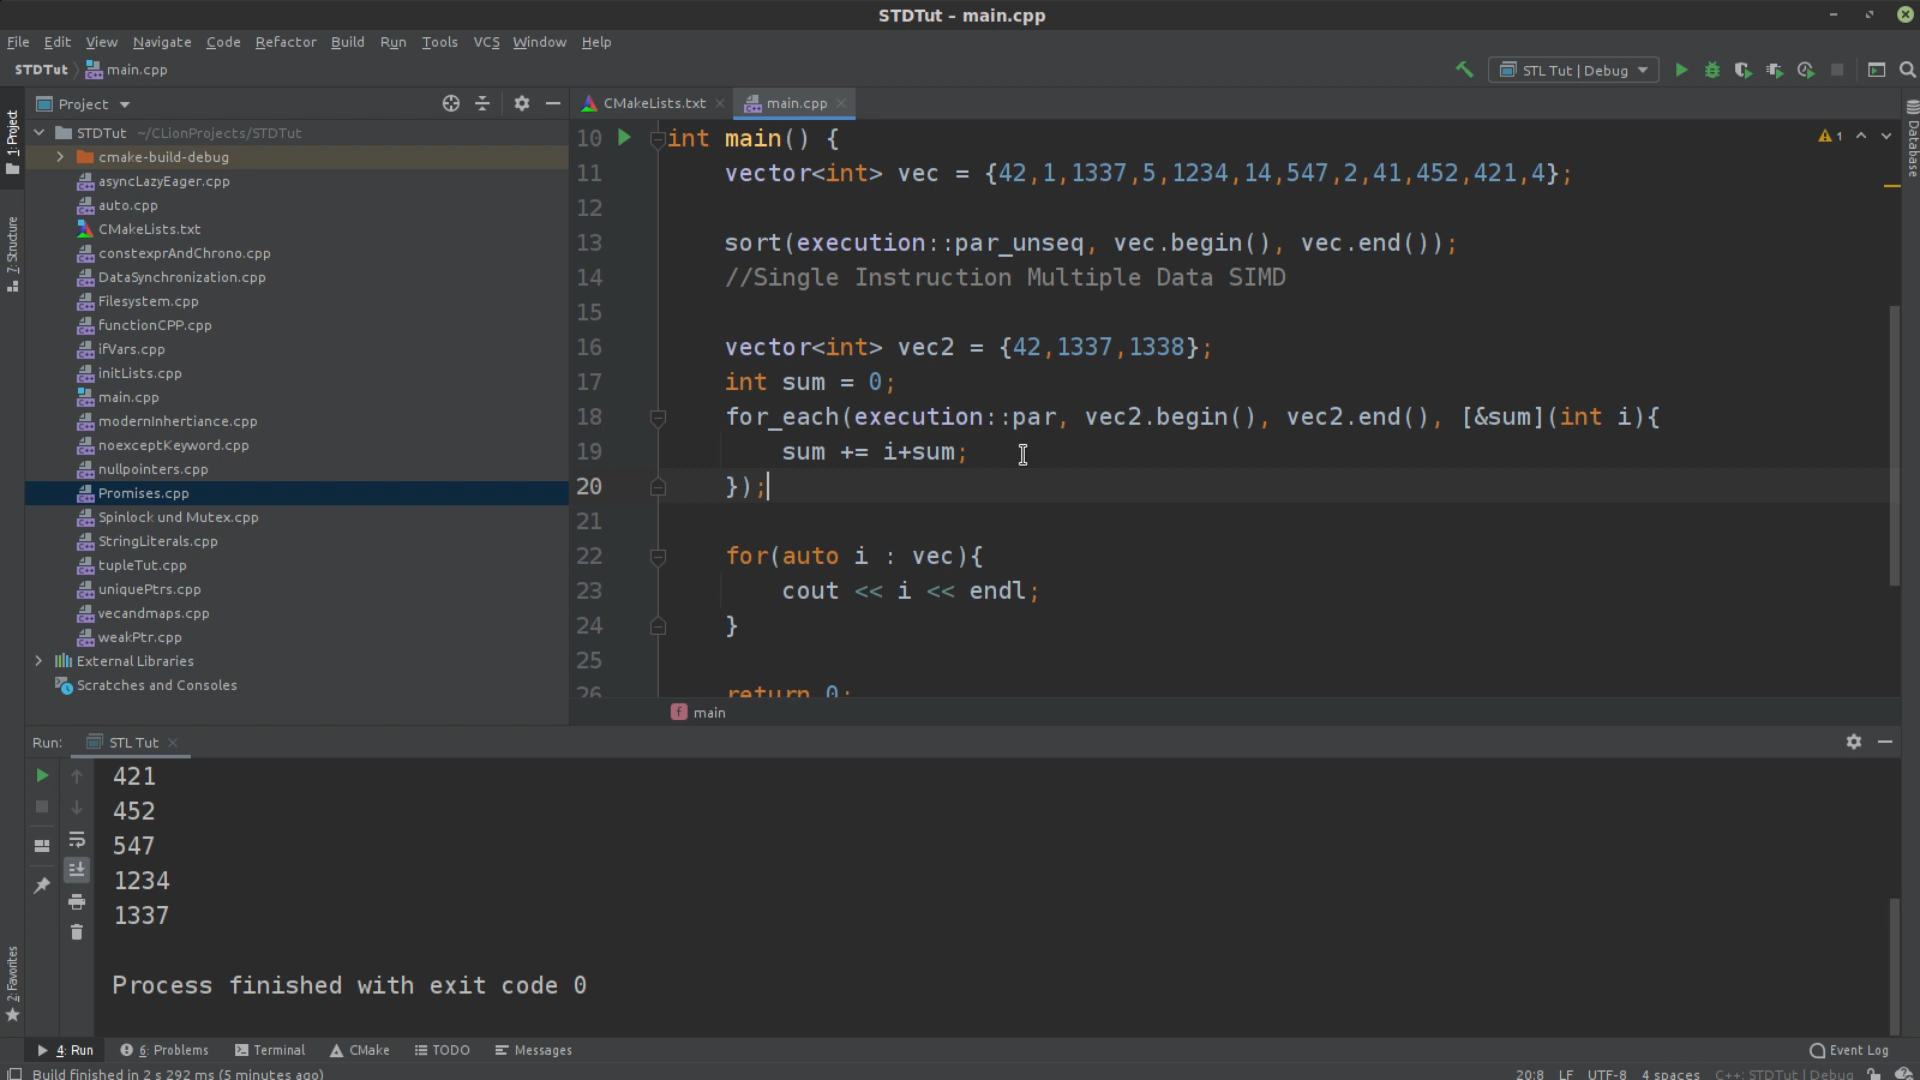 STDTut – main.cpp
File Edit View Navigate Code Refactor Build Run Tools VCS Window Help
STDTut main.cpp STL Tut | Debug
Project CMakeLists.txt main.cpp
1: Project
7: Structure
2: Favorites
Database
STDTut ~/CLionProjects/STDTut
cmake-build-debug
asyncLazyEager.cpp
auto.cpp
CMakeLists.txt
constexprAndChrono.cpp
DataSynchronization.cpp
Filesystem.cpp
functionCPP.cpp
ifVars.cpp
initLists.cpp
main.cpp
modernInhertiance.cpp
noexceptKeyword.cpp
nullpointers.cpp
Promises.cpp
Spinlock und Mutex.cpp
StringLiterals.cpp
tupleTut.cpp
uniquePtrs.cpp
vecandmaps.cpp
weakPtr.cpp
External Libraries
Scratches and Consoles
1
10 int main() {
11 vector<int> vec = {42,1,1337,5,1234,14,547,2,41,452,421,4};
12
13 sort(execution::par_unseq, vec.begin(), vec.end());
14 //Single Instruction Multiple Data SIMD
15
16 vector<int> vec2 = {42,1337,1338};
17 int sum = 0;
18 for_each(execution::par, vec2.begin(), vec2.end(), [&sum](int i){
19 sum += i+sum;
20 });
21
22 for(auto i : vec){
23 cout << i << endl;
24 }
25
26 return 0;
f main
Run: STL Tut
421
452
547
1234
1337
Process finished with exit code 0
4: Run 6: Problems Terminal CMake TODO Messages Event Log
Build finished in 2 s 292 ms (5 minutes ago) 20:8 LF UTF-8 4 spaces C++: STDTut | Debug